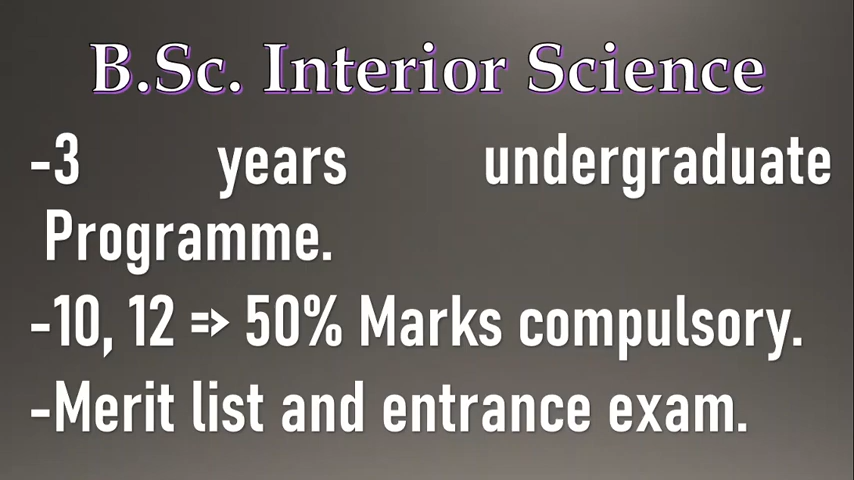 B.Sc. Interior Science
-3 years undergraduate
Programme.
-10, 12 => 50% Marks compulsory.
-Merit list and entrance exam.